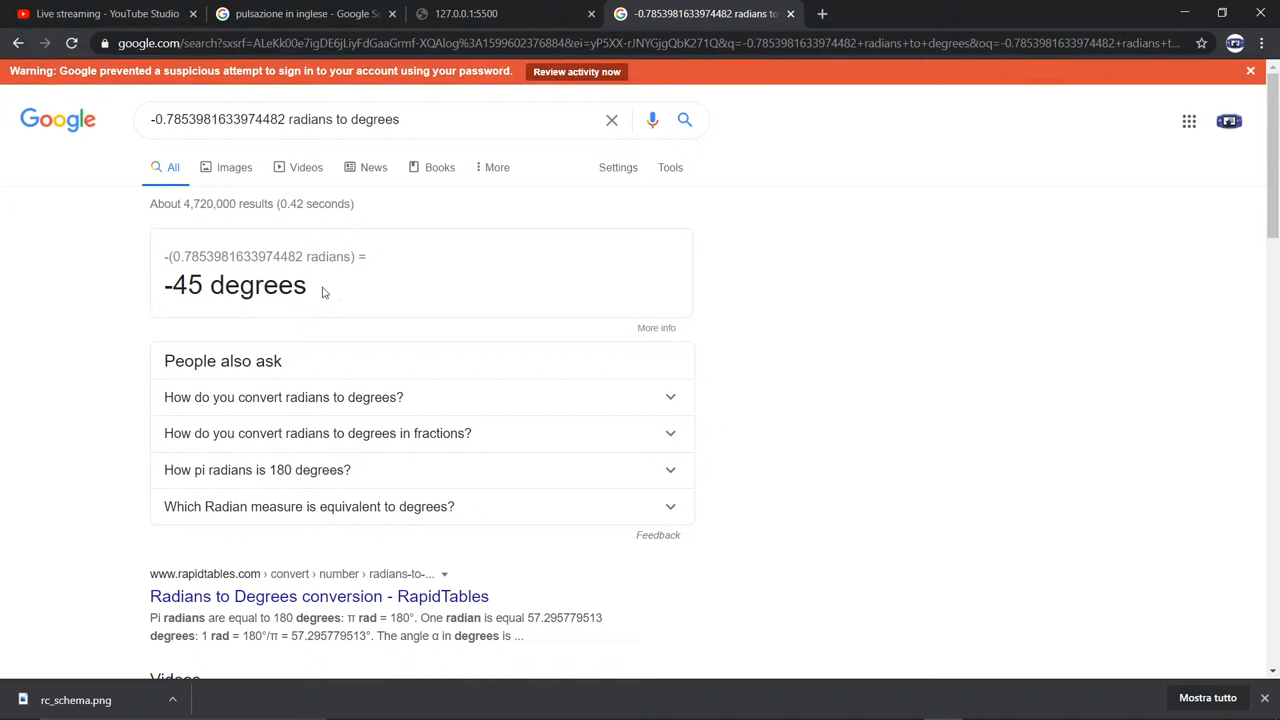 Live streaming - YouTube Studio
pulsazione in inglese - Google Se
127.0.0.1:5500
-0.7853981633974482 radians to
google.com/search?sxsrf=ALeKk00e7igDE6jLiyFdGaaGrmf-XQAlog%3A1599602376884&ei=yP5XX-rJNYGjgQbK271Q&q=-0.7853981633974482+radians+to+degrees&oq=-0.7853981633974482+radians+t...
Warning: Google prevented a suspicious attempt to sign in to your account using your password.
Review activity now
Google
-0.7853981633974482 radians to degrees
All
Images
Videos
News
Books
More
Settings
Tools
About 4,720,000 results (0.42 seconds)
-(0.7853981633974482 radians) =
-45 degrees
More info
People also ask
How do you convert radians to degrees?
How do you convert radians to degrees in fractions?
How pi radians is 180 degrees?
Which Radian measure is equivalent to degrees?
Feedback
www.rapidtables.com › convert › number › radians-to-...
Radians to Degrees conversion - RapidTables
Pi radians are equal to 180 degrees: π rad = 180°. One radian is equal 57.295779513
degrees: 1 rad = 180°/π = 57.295779513°. The angle α in degrees is ...
Videos
rc_schema.png
Mostra tutto